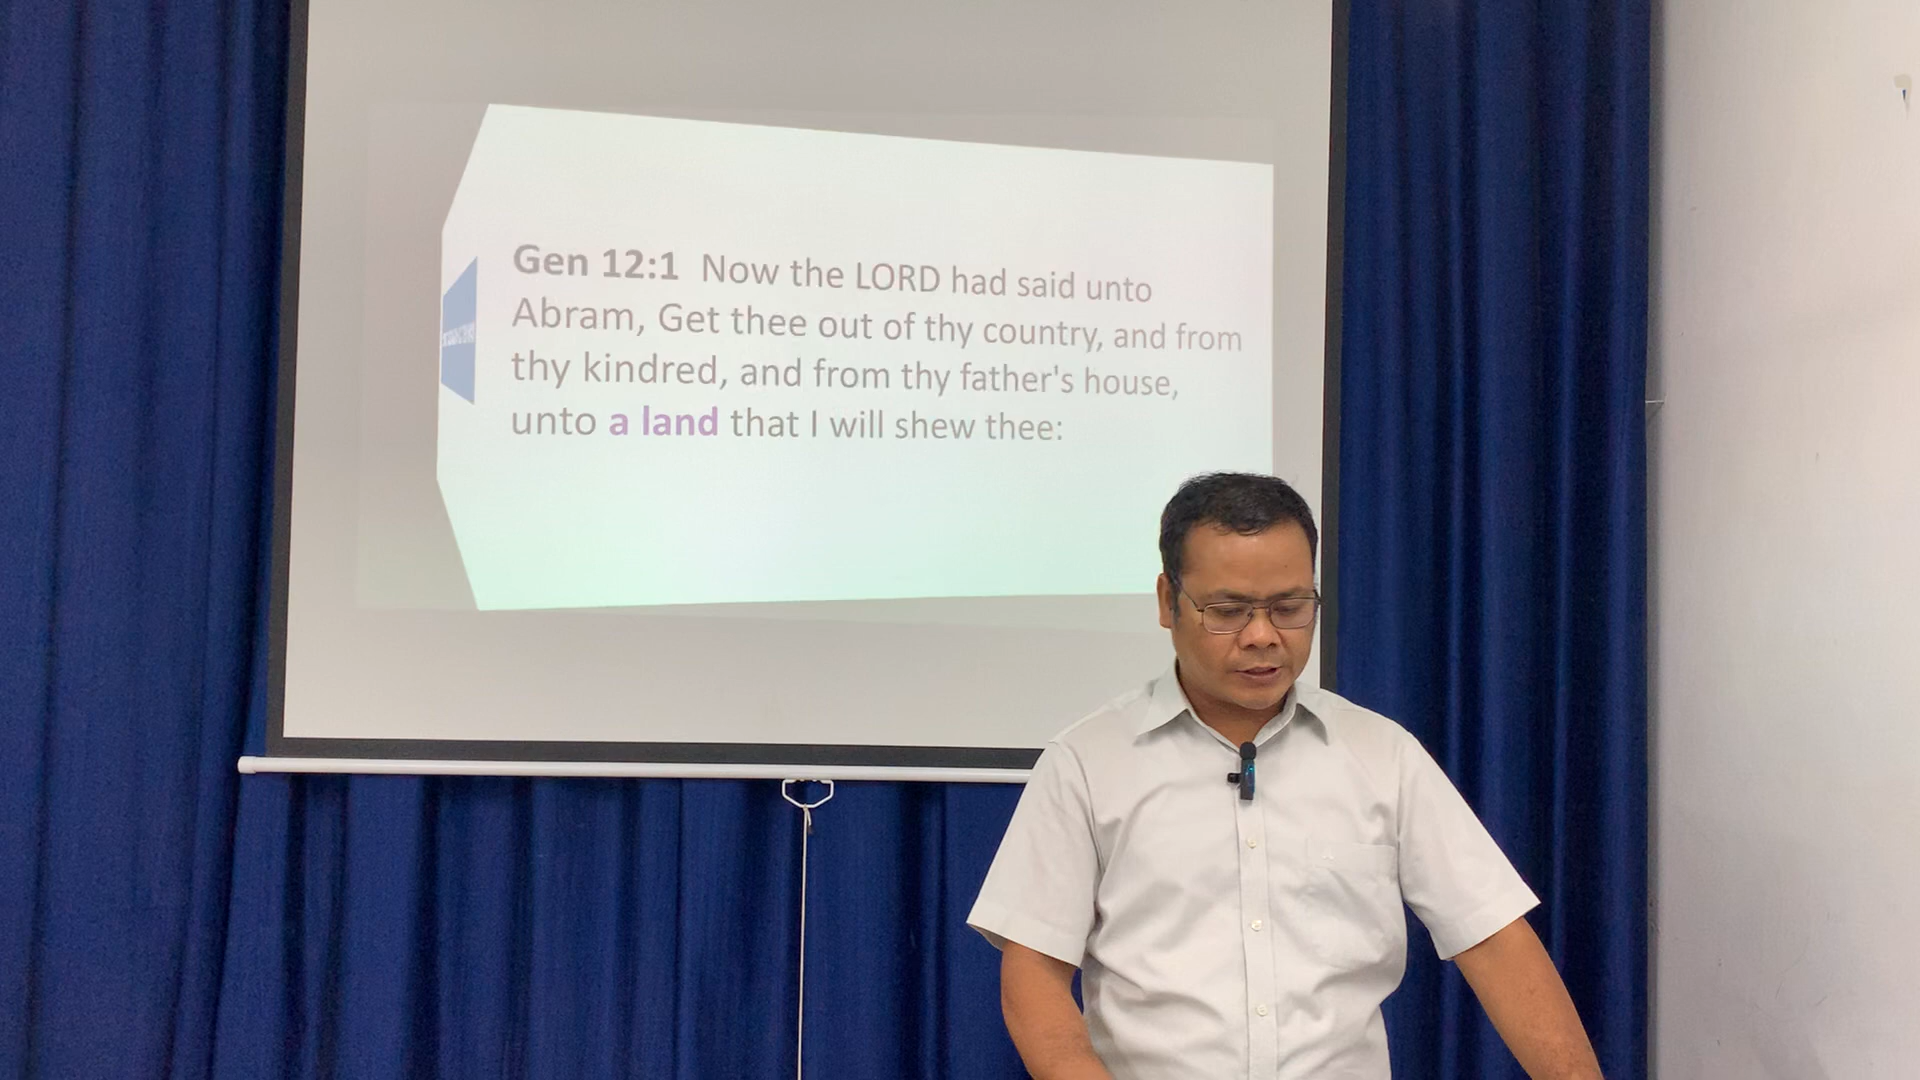 Gen 12:1 Now the LORD had said unto
Abram, Get thee out of thy country, and from
thy kindred, and from thy father's house,
unto a land that I will shew thee: